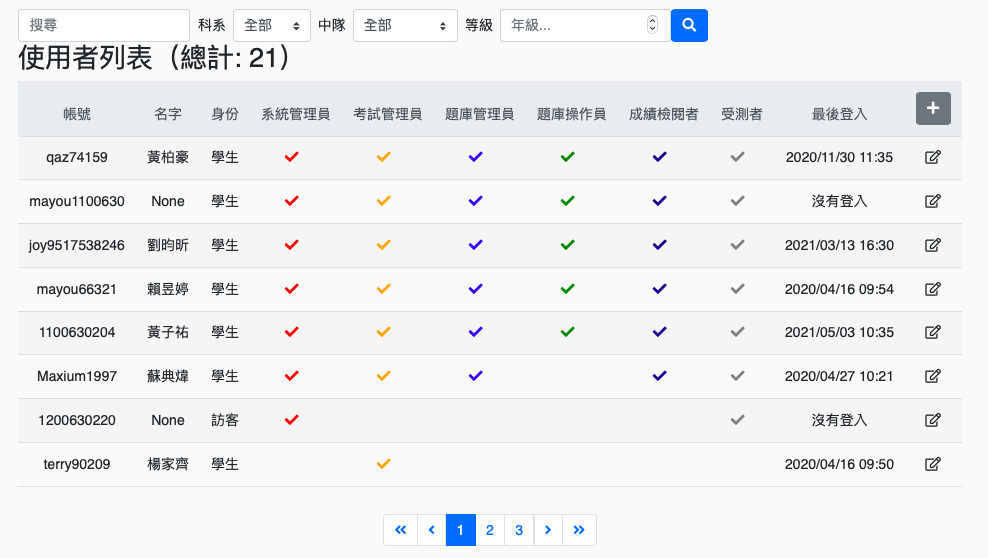 搜尋 科系 全部 中隊 全部 等級 年級...
使用者列表（總計: 21）
帳號 名字 身份 系統管理員 考試管理員 題庫管理員 題庫操作員 成績檢閱者 受測者 最後登入
qaz74159 黃柏豪 學生 2020/11/30 11:35
mayou1100630 None 學生 沒有登入
joy9517538246 劉昀昕 學生 2021/03/13 16:30
mayou66321 賴昱婷 學生 2020/04/16 09:54
1100630204 黃子祐 學生 2021/05/03 10:35
Maxium1997 蘇典煒 學生 2020/04/27 10:21
1200630220 None 訪客 沒有登入
terry90209 楊家齊 學生 2020/04/16 09:50
« ‹ 1 2 3 › »